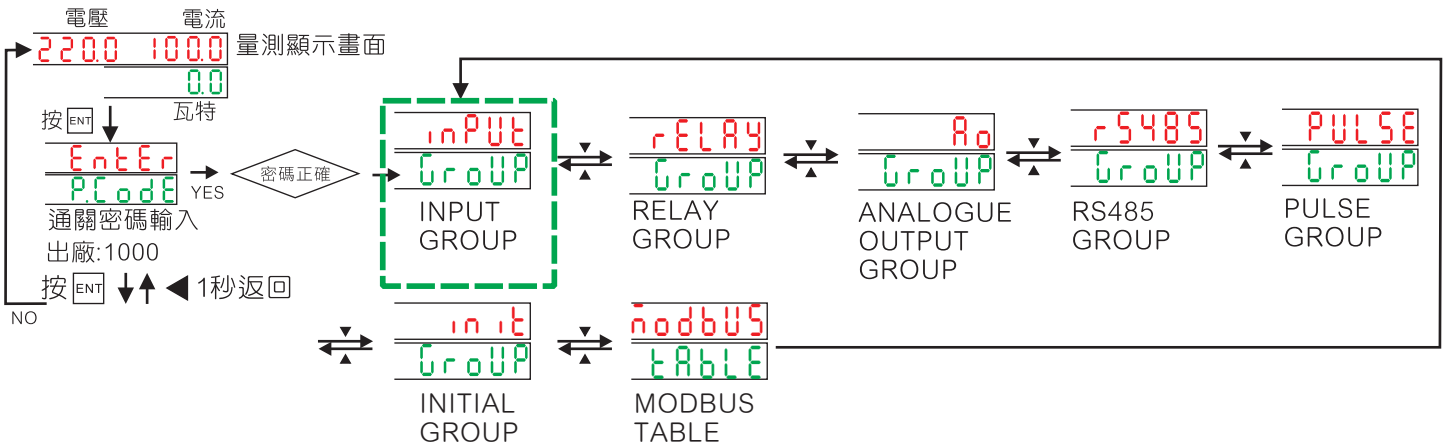 電壓 電流
220.0 100.0 量測顯示畫面
0.0
瓦特
按 ENT
EntEr
P.CodE
YES
密碼正確
通關密碼輸入
出廠:1000
按 ENT 1秒返回
NO
inPUt
GroUP
INPUT
GROUP
rELAY
GroUP
RELAY
GROUP
Ao
GroUP
ANALOGUE
OUTPUT
GROUP
rS485
GroUP
RS485
GROUP
PULSE
GroUP
PULSE
GROUP
init
GroUP
INITIAL
GROUP
modbUS
tAbLE
MODBUS
TABLE